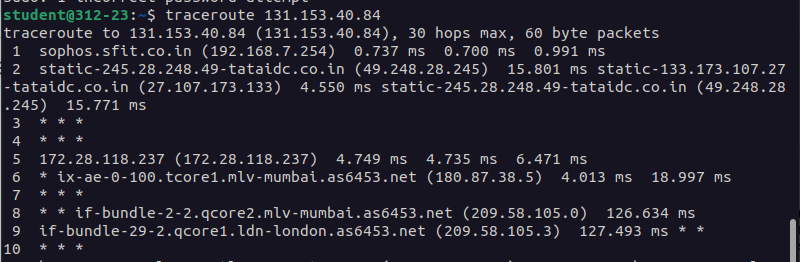 student@312-23:~$ traceroute 131.153.40.84
traceroute to 131.153.40.84 (131.153.40.84), 30 hops max, 60 byte packets
 1  sophos.sfit.co.in (192.168.7.254)  0.737 ms  0.700 ms  0.991 ms
 2  static-245.28.248.49-tataidc.co.in (49.248.28.245)  15.801 ms static-133.173.107.27
-tataidc.co.in (27.107.173.133)  4.550 ms static-245.28.248.49-tataidc.co.in (49.248.28
.245)  15.771 ms
 3  * * *
 4  * * *
 5  172.28.118.237 (172.28.118.237)  4.749 ms  4.735 ms  6.471 ms
 6  * ix-ae-0-100.tcore1.mlv-mumbai.as6453.net (180.87.38.5)  4.013 ms  18.997 ms
 7  * * *
 8  * * if-bundle-2-2.qcore2.mlv-mumbai.as6453.net (209.58.105.0)  126.634 ms
 9  if-bundle-29-2.qcore1.ldn-london.as6453.net (209.58.105.3)  127.493 ms * *
10  * * *